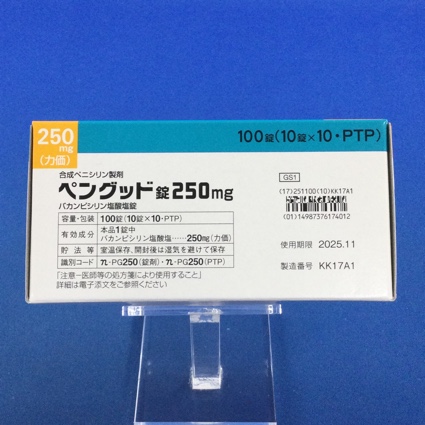 250
mg
(力価)
100錠(10錠×10・PTP)
合成ペニシリン製剤
ペングッド錠250mg
バカンピシリン塩酸塩錠
容量・包装 100錠(10錠×10・PTP)
有効成分 本品1錠中
バカンピシリン塩酸塩……250mg(力価)
貯法等 室温保存、開封後は湿気を避けて保存
識別コード ・PG250(錠剤)・PG250(PTP)
「注意-医師等の処方箋により使用すること」
詳細は電子添文をご参照ください。
GS1
(17)251100(10)KK17A1
(01)14987376174012
使用期限 2025.11
製造番号 KK17A1